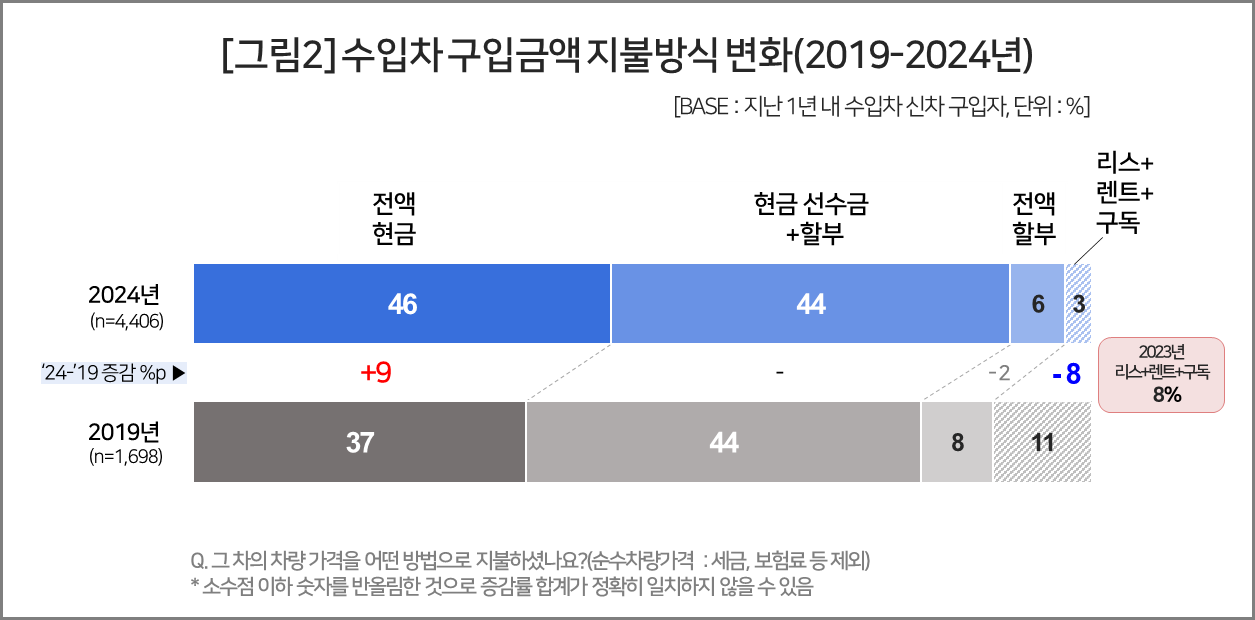 [그림2] 수입차 구입금액 지불방식 변화(2019-2024년)
[BASE : 지난 1년 내 수입차 신차 구입자, 단위 : %]
전액
현금
현금 선수금
+할부
전액
할부
리스+
렌트+
구독
2024년
(n=4,406)
46
44
6
3
‘24-’19 증감 %p ▶
+9
-
-2
-8
2023년
리스+렌트+구독
8%
2019년
(n=1,698)
37
44
8
11
Q. 그 차의 차량 가격을 어떤 방법으로 지불하셨나요?(순수차량가격 : 세금, 보험료 등 제외)
* 소수점 이하 숫자를 반올림한 것으로 증감률 합계가 정확히 일치하지 않을 수 있음